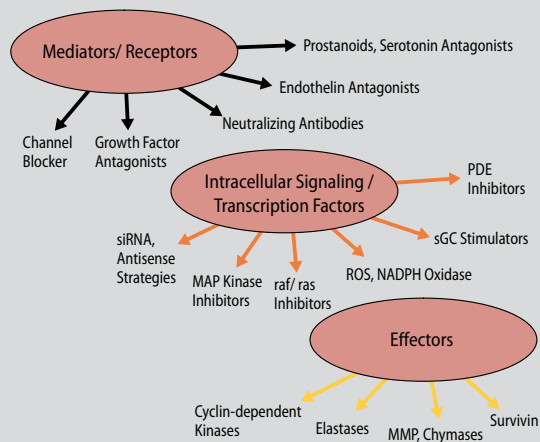 Mediators/ Receptors
Prostanoids, Serotonin Antagonists
Endothelin Antagonists
Neutralizing Antibodies
Channel
Blocker
Growth Factor
Antagonists
Intracellular Signaling /
Transcription Factors
PDE
Inhibitors
sGC Stimulators
siRNA,
Antisense
Strategies
MAP Kinase
Inhibitors
raf/ ras
Inhibitors
ROS, NADPH Oxidase
Effectors
Cyclin-dependent
Kinases
Elastases
MMP, Chymases
Survivin